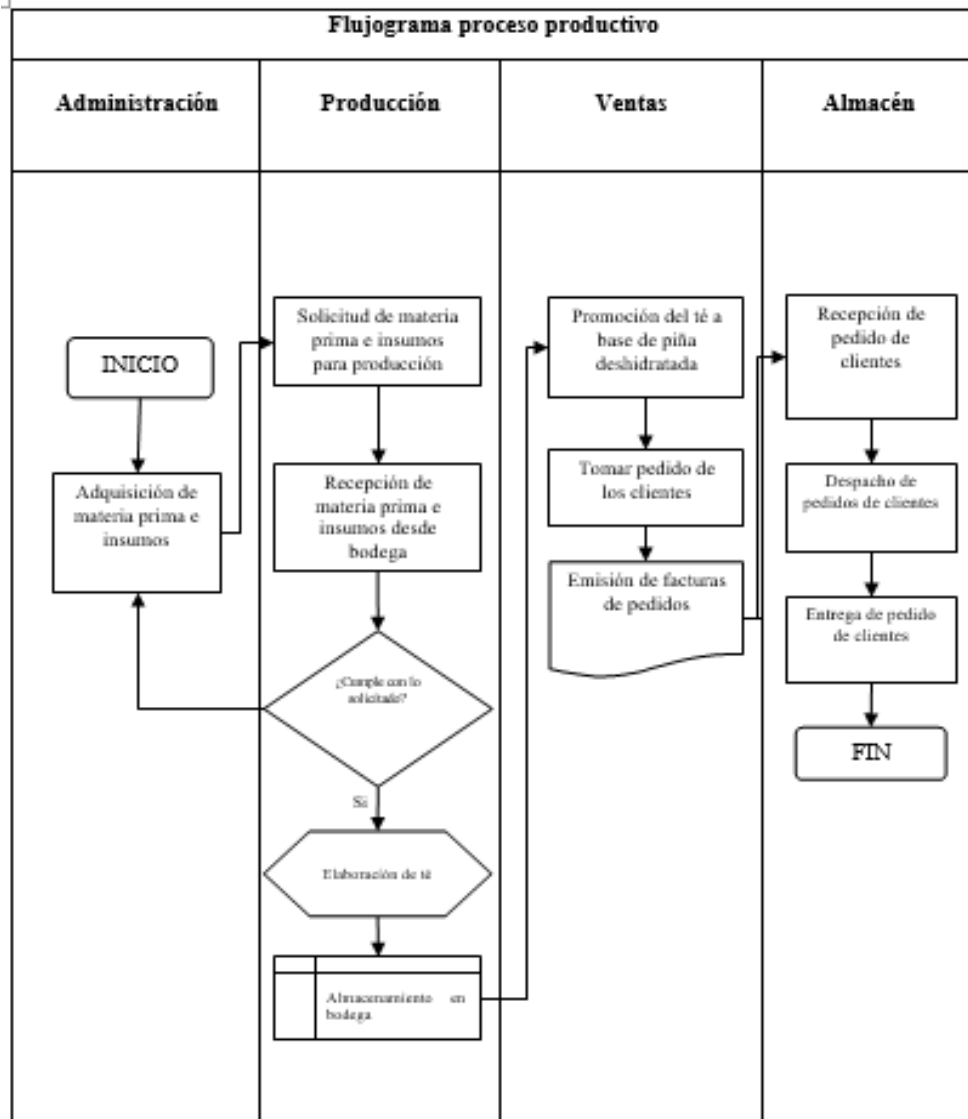 Flujograma proceso productivo
Administración
Producción
Ventas
Almacén
INICIO
Adquisición de
materia prima e
insumos
Solicitud de materia
prima e insumos
para producción
Recepción de
materia prima e
insumos desde
bodega
¿Cumple con lo
solicitado?
Si
Elaboración de té
Almacenamiento en
bodega
Promoción del té a
base de piña
deshidratada
Tomar pedido de
los clientes
Emisión de facturas
de pedidos
Recepción de
pedido de
clientes
Despacho de
pedidos de clientes
Entrega de pedido
de clientes
FIN